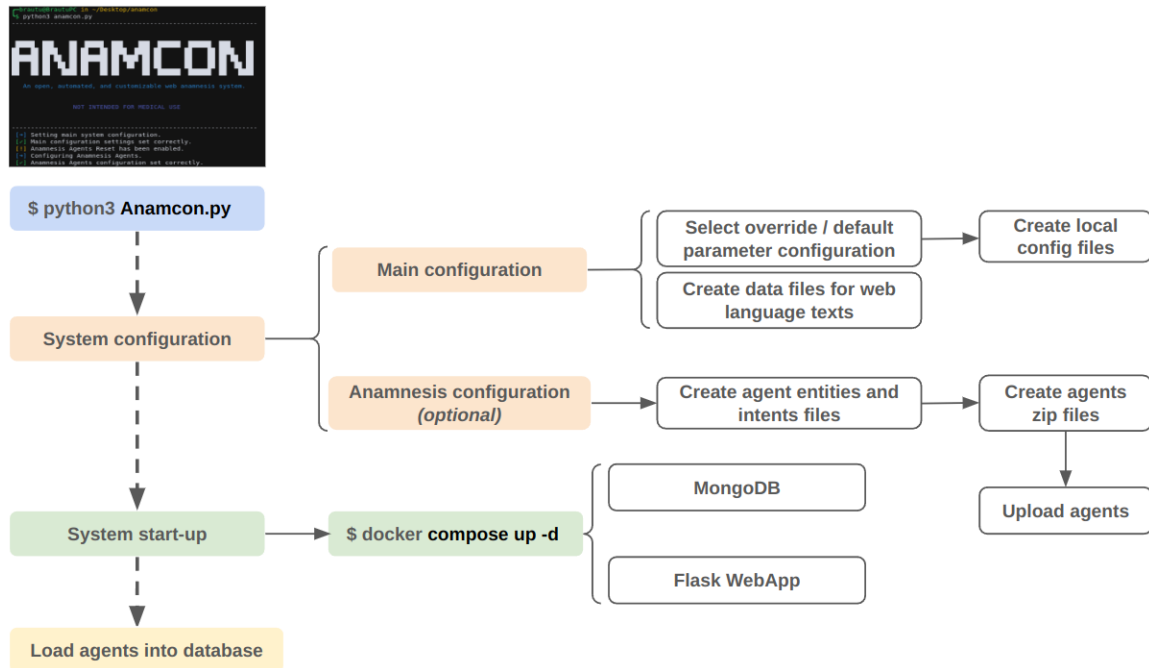 $ python3 anamcon.py
ANAMCON
An open, automated, and customizable web anamnesis system.
NOT INTENDED FOR MEDICAL USE
Setting main system configuration.
Main configuration settings set correctly.
[!] Anamnesis Agents Reset has been enabled.
Configuring Anamnesis Agents.
Anamnesis Agents configuration set correctly.
$ python3 Anamcon.py
System configuration
Main configuration
Select override / default
parameter configuration
Create local
config files
Create data files for web
language texts
Anamnesis configuration
(optional)
Create agent entities and
intents files
Create agents
zip files
Upload agents
System start-up
$ docker compose up -d
MongoDB
Flask WebApp
Load agents into database